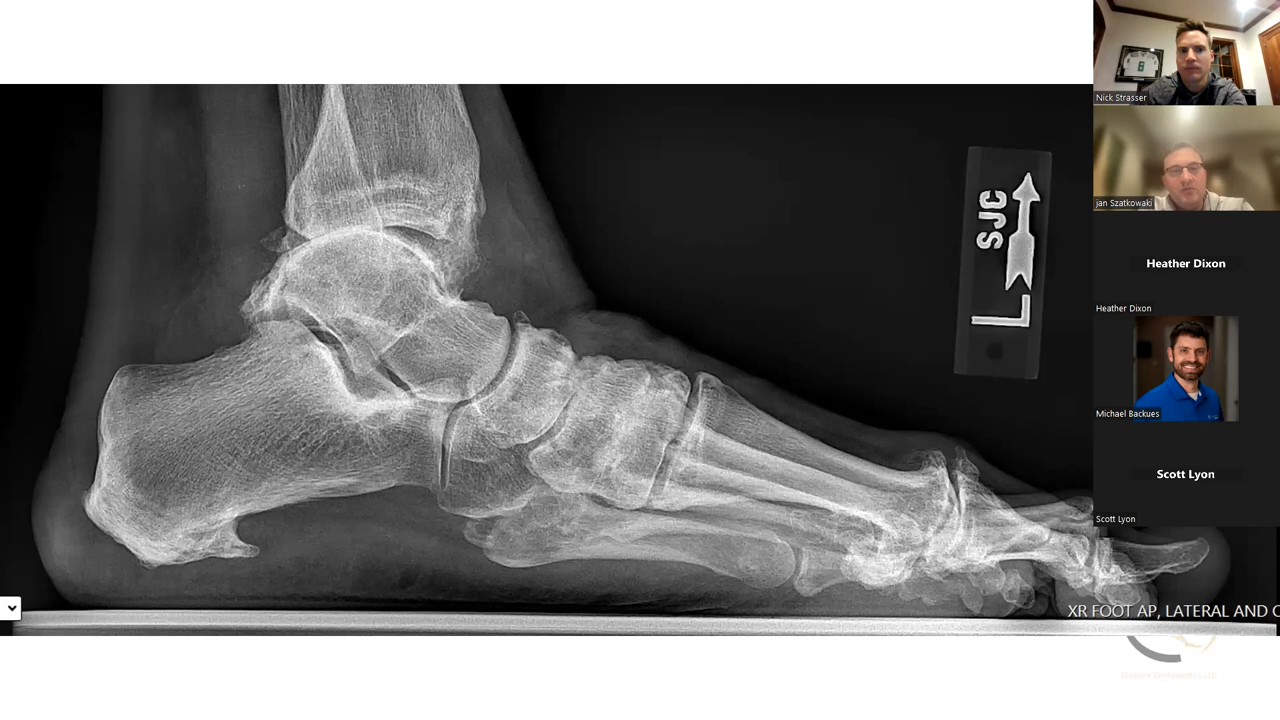 SJC
L
XR FOOT AP, LATERAL AND
Nick Strasser
jan Szatkowaki
Heather Dixon
Heather Dixon
Michael Backues
Scott Lyon
Scott Lyon